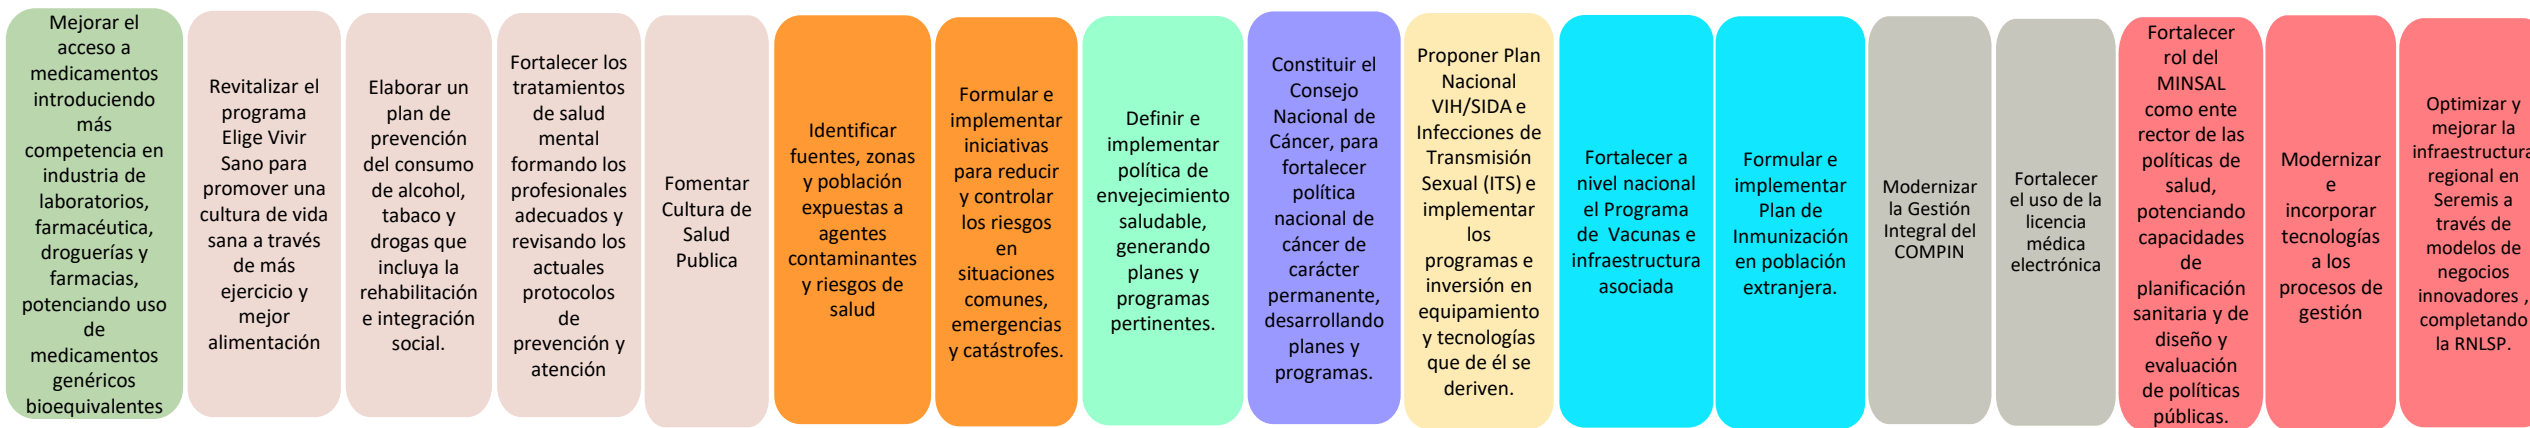 Mejorar el
acceso a
medicamentos
introduciendo
más
competencia en
industria de
laboratorios,
farmacéutica,
droguerías y
farmacias,
potenciando uso
de
medicamentos
genéricos
bioequivalentes
Revitalizar el
programa
Elige Vivir
Sano para
promover una
cultura de vida
sana a través
de más
ejercicio y
mejor
alimentación
Elaborar un
plan de
prevención
del consumo
de alcohol,
tabaco y
drogas que
incluya la
rehabilitación
e integración
social.
Fortalecer los
tratamientos
de salud
mental
formando los
profesionales
adecuados y
revisando los
actuales
protocolos
de
prevención y
atención
Fomentar
Cultura de
Salud
Publica
Identificar
fuentes, zonas
y población
expuestas a
agentes
contaminantes
y riesgos de
salud
Formular e
implementar
iniciativas
para reducir
y controlar
los riesgos
en
situaciones
comunes,
emergencias
y catástrofes.
Definir e
implementar
política de
envejecimiento
saludable,
generando
planes y
programas
pertinentes.
Constituir el
Consejo
Nacional de
Cáncer, para
fortalecer
política
nacional de
cáncer de
carácter
permanente,
desarrollando
planes y
programas.
Proponer Plan
Nacional
VIH/SIDA e
Infecciones de
Transmisión
Sexual (ITS) e
implementar
los
programas e
inversión en
equipamiento
y tecnologías
que de él se
deriven.
Fortalecer a
nivel nacional
el Programa
de Vacunas e
infraestructura
asociada
Formular e
implementar
Plan de
Inmunización
en población
extranjera.
Modernizar
la Gestión
Integral del
COMPIN
Fortalecer
el uso de la
licencia
médica
electrónica
Fortalecer
rol del
MINSAL
como ente
rector de las
políticas de
salud,
potenciando
capacidades
de
planificación
sanitaria y de
diseño y
evaluación
de políticas
públicas.
Modernizar
e
incorporar
tecnologías
a los
procesos de
gestión
Optimizar y
mejorar la
infraestructura
regional en
Seremis a
través de
modelos de
negocios
innovadores ,
completando
la RNLSP.